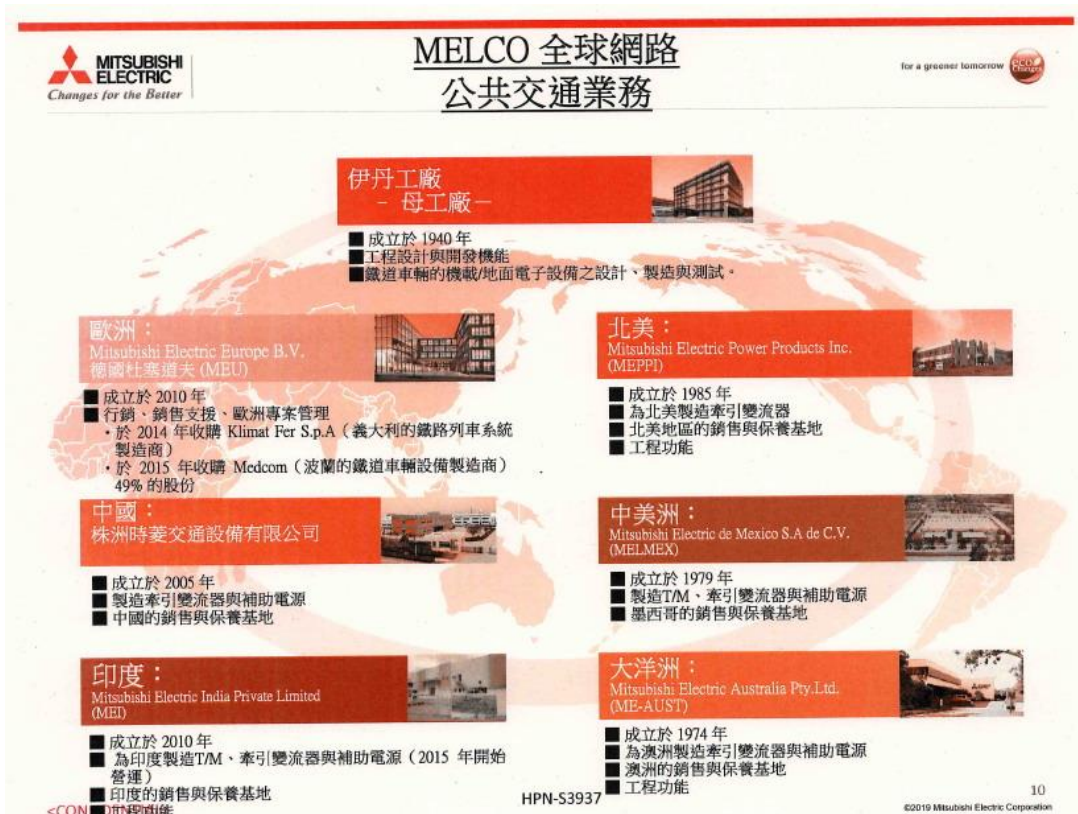 MITSUBISHI
ELECTRIC
Changes for the Better
MELCO 全球網路
公共交通業務
for a greener tomorrow
eco
Changes
伊丹工廠
- 母工廠－
■ 成立於 1940 年
■工程設計與開發機能
■鐵道車輛的機載/地面電子設備之設計、製造與測試。
歐洲：
Mitsubishi Electric Europe B.V.
德國杜塞道夫 (MEU)
■ 成立於 2010 年
■ 行銷、銷售支援、歐洲專案管理
・於 2014 年收購 Klimat Fer S.p.A（義大利的鐵路列車系統
製造商）
・於 2015 年收購 Medcom（波蘭的鐵道車輛設備製造商）
49% 的股份
北美：
Mitsubishi Electric Power Products Inc.
(MEPPI)
■ 成立於 1985年
■ 為北美製造牽引變流器
■ 北美地區的銷售與保養基地
■ 工程功能
中國：
株洲時菱交通設備有限公司
■ 成立於 2005 年
■ 製造牽引變流器與補助電源
■ 中國的銷售與保養基地
中美洲：
Mitsubishi Electric de Mexico S.A de C.V.
(MELMEX)
■ 成立於 1979 年
■ 製造T/M、牽引變流器與補助電源
■ 墨西哥的銷售與保養基地
印度：
Mitsubishi Electric India Private Limited
(MEI)
■ 成立於 2010 年
■ 為印度製造T/M、牽引變流器與補助電源（2015 年開始
營運）
■ 印度的銷售與保養基地
■ 工程功能
大洋洲：
Mitsubishi Electric Australia Pty.Ltd.
(ME-AUST)
■ 成立於 1974 年
■ 為澳洲製造牽引變流器與補助電源
■ 澳洲的銷售與保養基地
■ 工程功能
HPN-S3937
10
©2019 Mitsubishi Electric Corporation